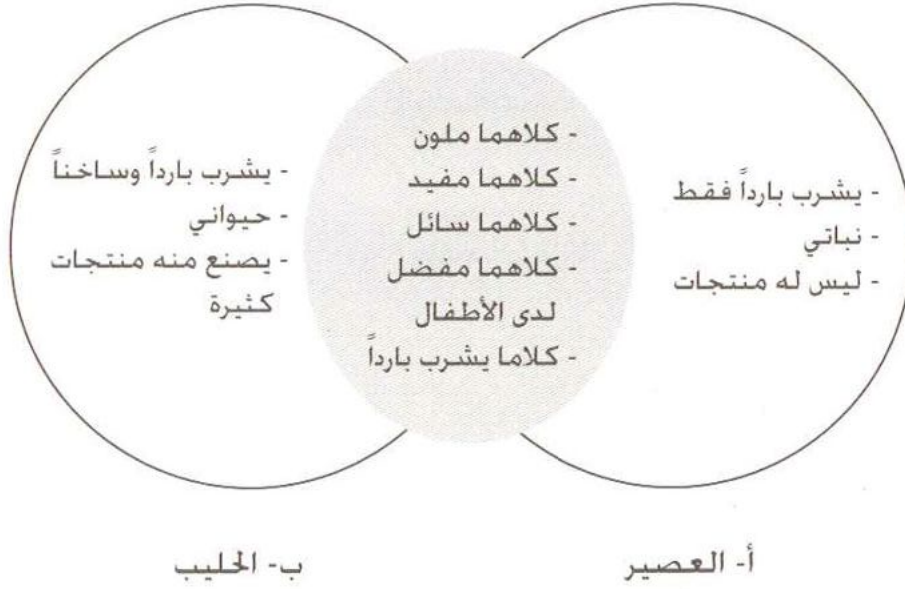 - يشرب بارداً فقط
- نباتي
- ليس له منتجات
- كلاهما ملون
- كلاهما مفيد
- كلاهما سائل
- كلاهما مفضل
لدى الأطفال
- كلاما يشرب بارداً
- يشرب بارداً وساخناً
- حيواني
- يصنع منه منتجات
كثيرة
أ- العصير
ب- الحليب